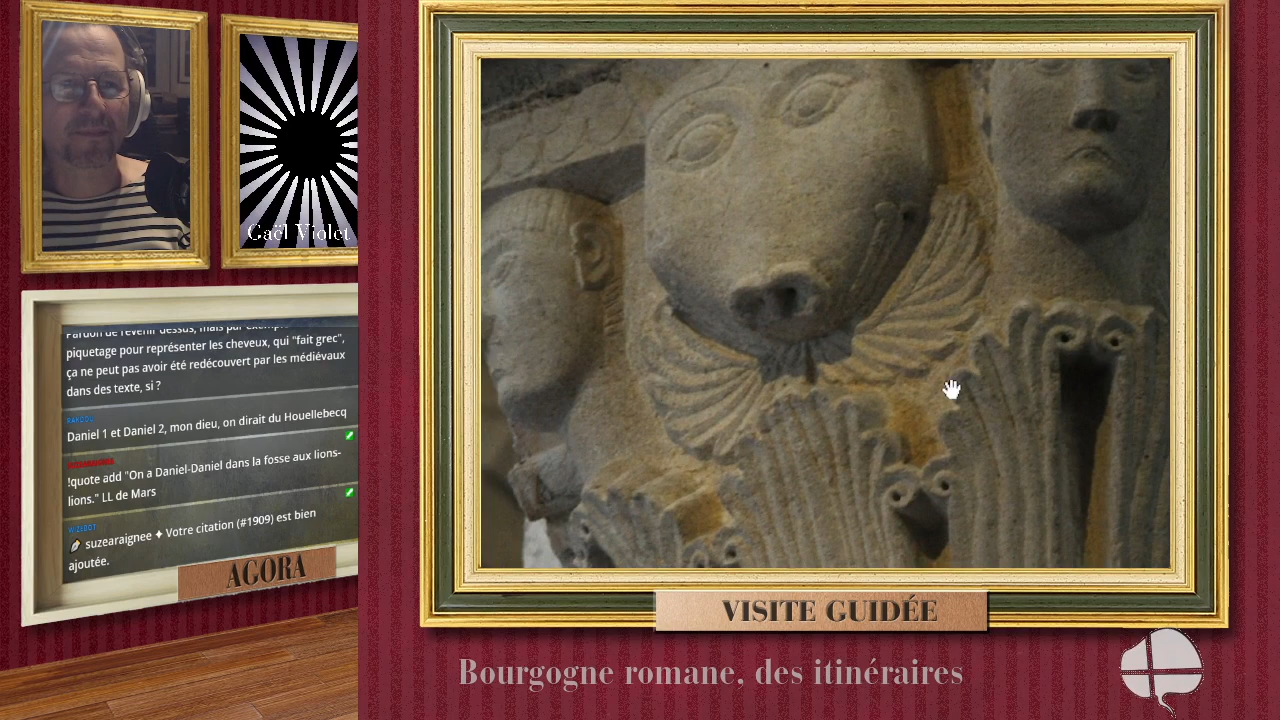 Gaël Violet
piquetage pour représenter les cheveux, qui "fait grec",
ça ne peut pas avoir été redécouvert par les médiévaux
dans des texte, si ?
Daniel 1 et Daniel 2, mon dieu, on dirait du Houellebecq
!quote add "On a Daniel-Daniel dans la fosse aux lions-
lions." LL de Mars
WIZEBOT
suzearaignee ✦ Votre citation (#1909) est bien
ajoutée.
AGORA
VISITE GUIDÉE
Bourgogne romane, des itinéraires